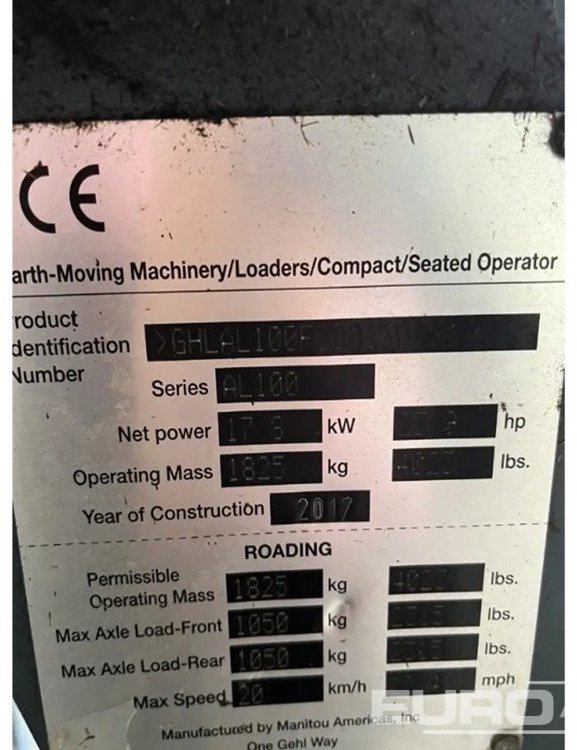 CE
arth-Moving Machinery/Loaders/Compact/Seated Operator
roduct
dentification
Number
Series AL100
Net power 17.8 kW hp
Operating Mass 1825 kg lbs.
Year of Construction 2017
ROADING
Permissible
Operating Mass 1825 kg lbs.
Max Axle Load-Front 1050 kg lbs.
Max Axle Load-Rear 1050 kg lbs.
Max Speed 20 km/h mph
Manufactured by Manitou Americas, Inc
One Gehl Way
EURO